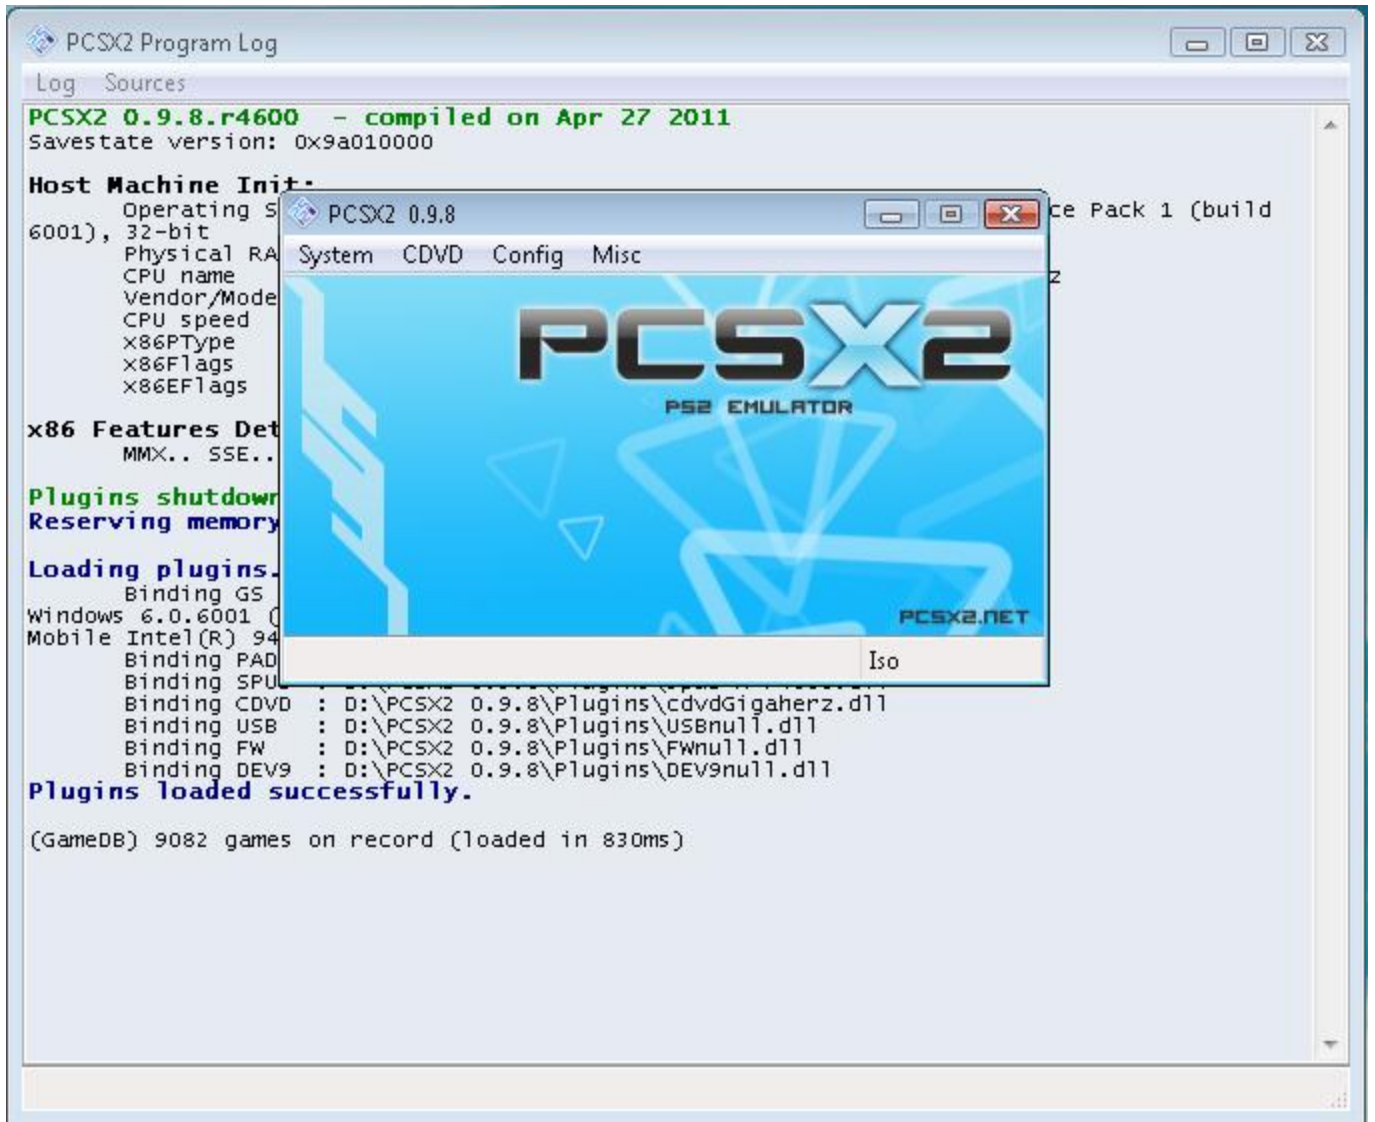 PCSX2 Program Log
Log Sources
PCSX2 0.9.8.r4600 - compiled on Apr 27 2011
Savestate version: 0x9a010000
Host Machine Init:
Operating S
ce Pack 1 (build
6001), 32-bit
Physical RA
CPU name
z
Vendor/Mode
CPU speed
x86PType
x86Flags
x86EFlags
x86 Features Det
MMX.. SSE..
Plugins shutdown
Reserving memory
Loading plugins.
Binding GS
Windows 6.0.6001 (
Mobile Intel(R) 94
Binding PAD
Binding SPU2
Binding CDVD : D:\PCSX2 0.9.8\Plugins\cdvdGigaherz.dll
Binding USB : D:\PCSX2 0.9.8\Plugins\USBnull.dll
Binding FW : D:\PCSX2 0.9.8\Plugins\FWnull.dll
Binding DEV9 : D:\PCSX2 0.9.8\Plugins\DEV9null.dll
Plugins loaded successfully.
(GameDB) 9082 games on record (loaded in 830ms)
PCSX2 0.9.8
System CDVD Config Misc
PCSX2
PS2 EMULATOR
PCSX2.NET
Iso